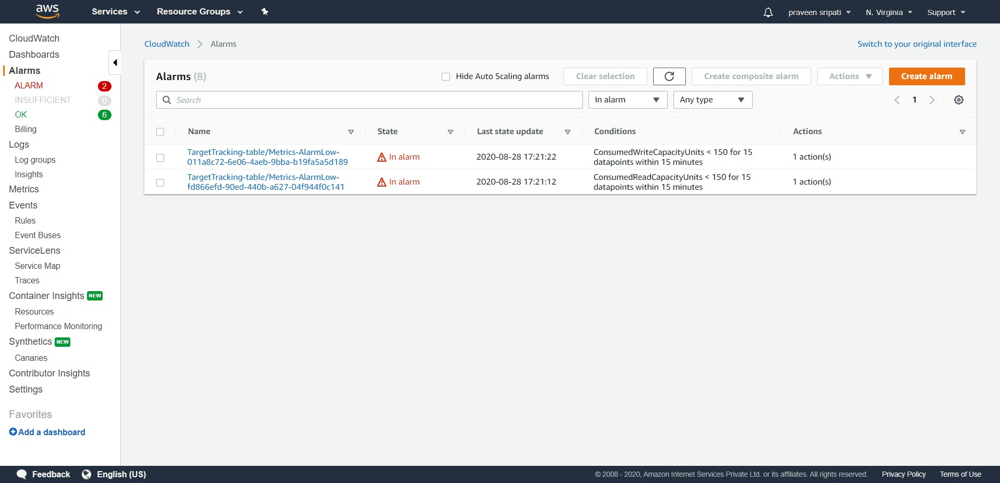 aws Services Resource Groups praveen sripati N. Virginia Support
CloudWatch
Dashboards
Alarms
ALARM 2
INSUFFICIENT 0
OK 6
Billing
Logs
Log groups
Insights
Metrics
Events
Rules
Event Buses
ServiceLens
Service Map
Traces
Container Insights NEW
Resources
Performance Monitoring
Synthetics NEW
Canaries
Contributor Insights
Settings
Favorites
Add a dashboard
CloudWatch Alarms Switch to your original interface
Alarms (8) Hide Auto Scaling alarms Clear selection Create composite alarm Actions Create alarm
Search In alarm Any type 1
Name State Last state update Conditions Actions
TargetTracking-table/Metrics-AlarmLow-
011a8c72-6e06-4aeb-9bba-b19fa5a5d189
In alarm 2020-08-28 17:21:22
ConsumedWriteCapacityUnits < 150 for 15
datapoints within 15 minutes
1 action(s)
TargetTracking-table/Metrics-AlarmLow-
fd866efd-90ed-440b-a627-04f944f0c141
In alarm 2020-08-28 17:21:12
ConsumedReadCapacityUnits < 150 for 15
datapoints within 15 minutes
1 action(s)
Feedback English (US) © 2008 - 2020, Amazon Internet Services Private Ltd. or its affiliates. All rights reserved. Privacy Policy Terms of Use